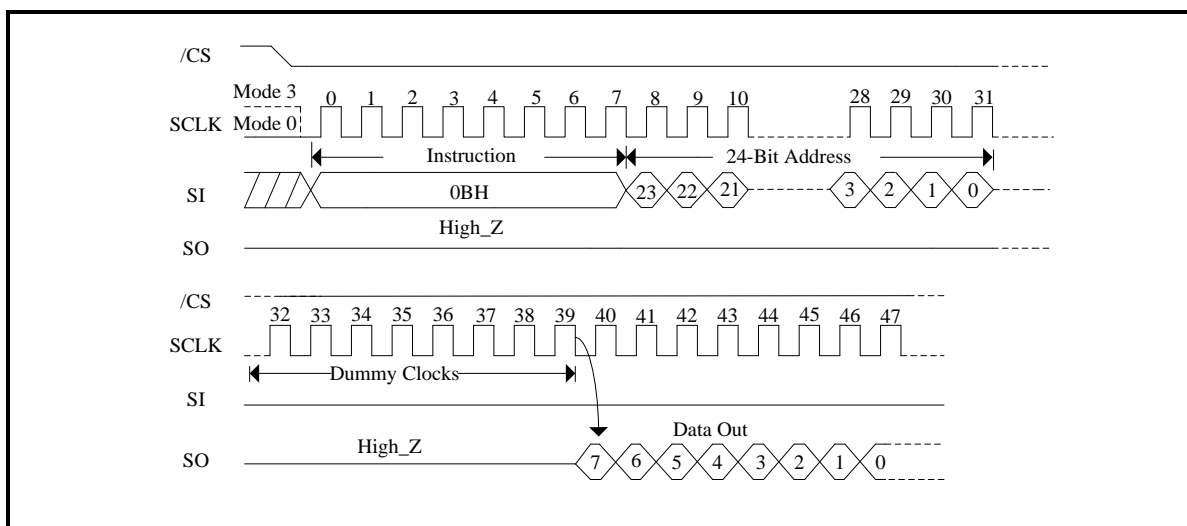 /CS
Mode 3
0 1 2 3 4 5 6 7 8 9 10 28 29 30 31
SCLK Mode 0
Instruction 24-Bit Address
SI 0BH 23 22 21 3 2 1 0
High_Z
SO
/CS
32 33 34 35 36 37 38 39 40 41 42 43 44 45 46 47
SCLK
Dummy Clocks
SI
High_Z Data Out
SO 7 6 5 4 3 2 1 0